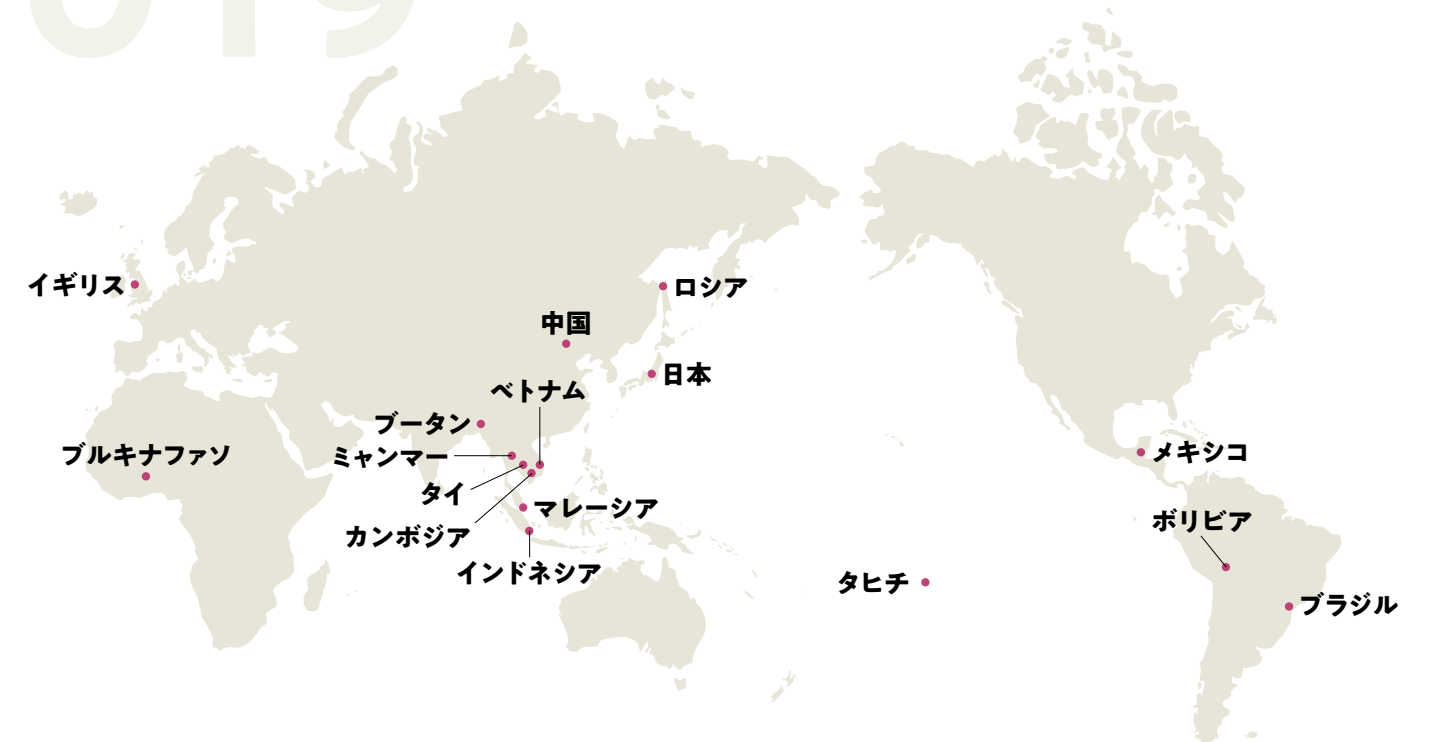 019
イギリス
ロシア
中国
日本
ベトナム
ブータン
ミャンマー
ブルキナファソ
タイ
マレーシア
カンボジア
インドネシア
メキシコ
ボリビア
タヒチ
ブラジル